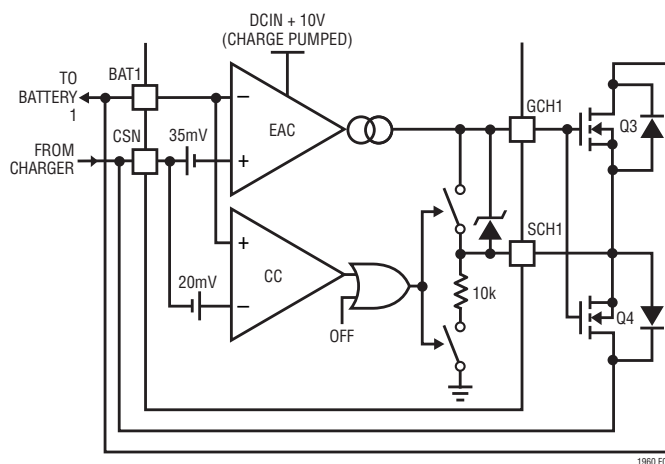 DCIN + 10V
(CHARGE PUMPED)
TO
BATTERY
1
BAT1
–
EAC
+
CSN
35mV
FROM
CHARGER
GCH1
Q3
SCH1
+
CC
–
20mV
OFF
10k
Q4